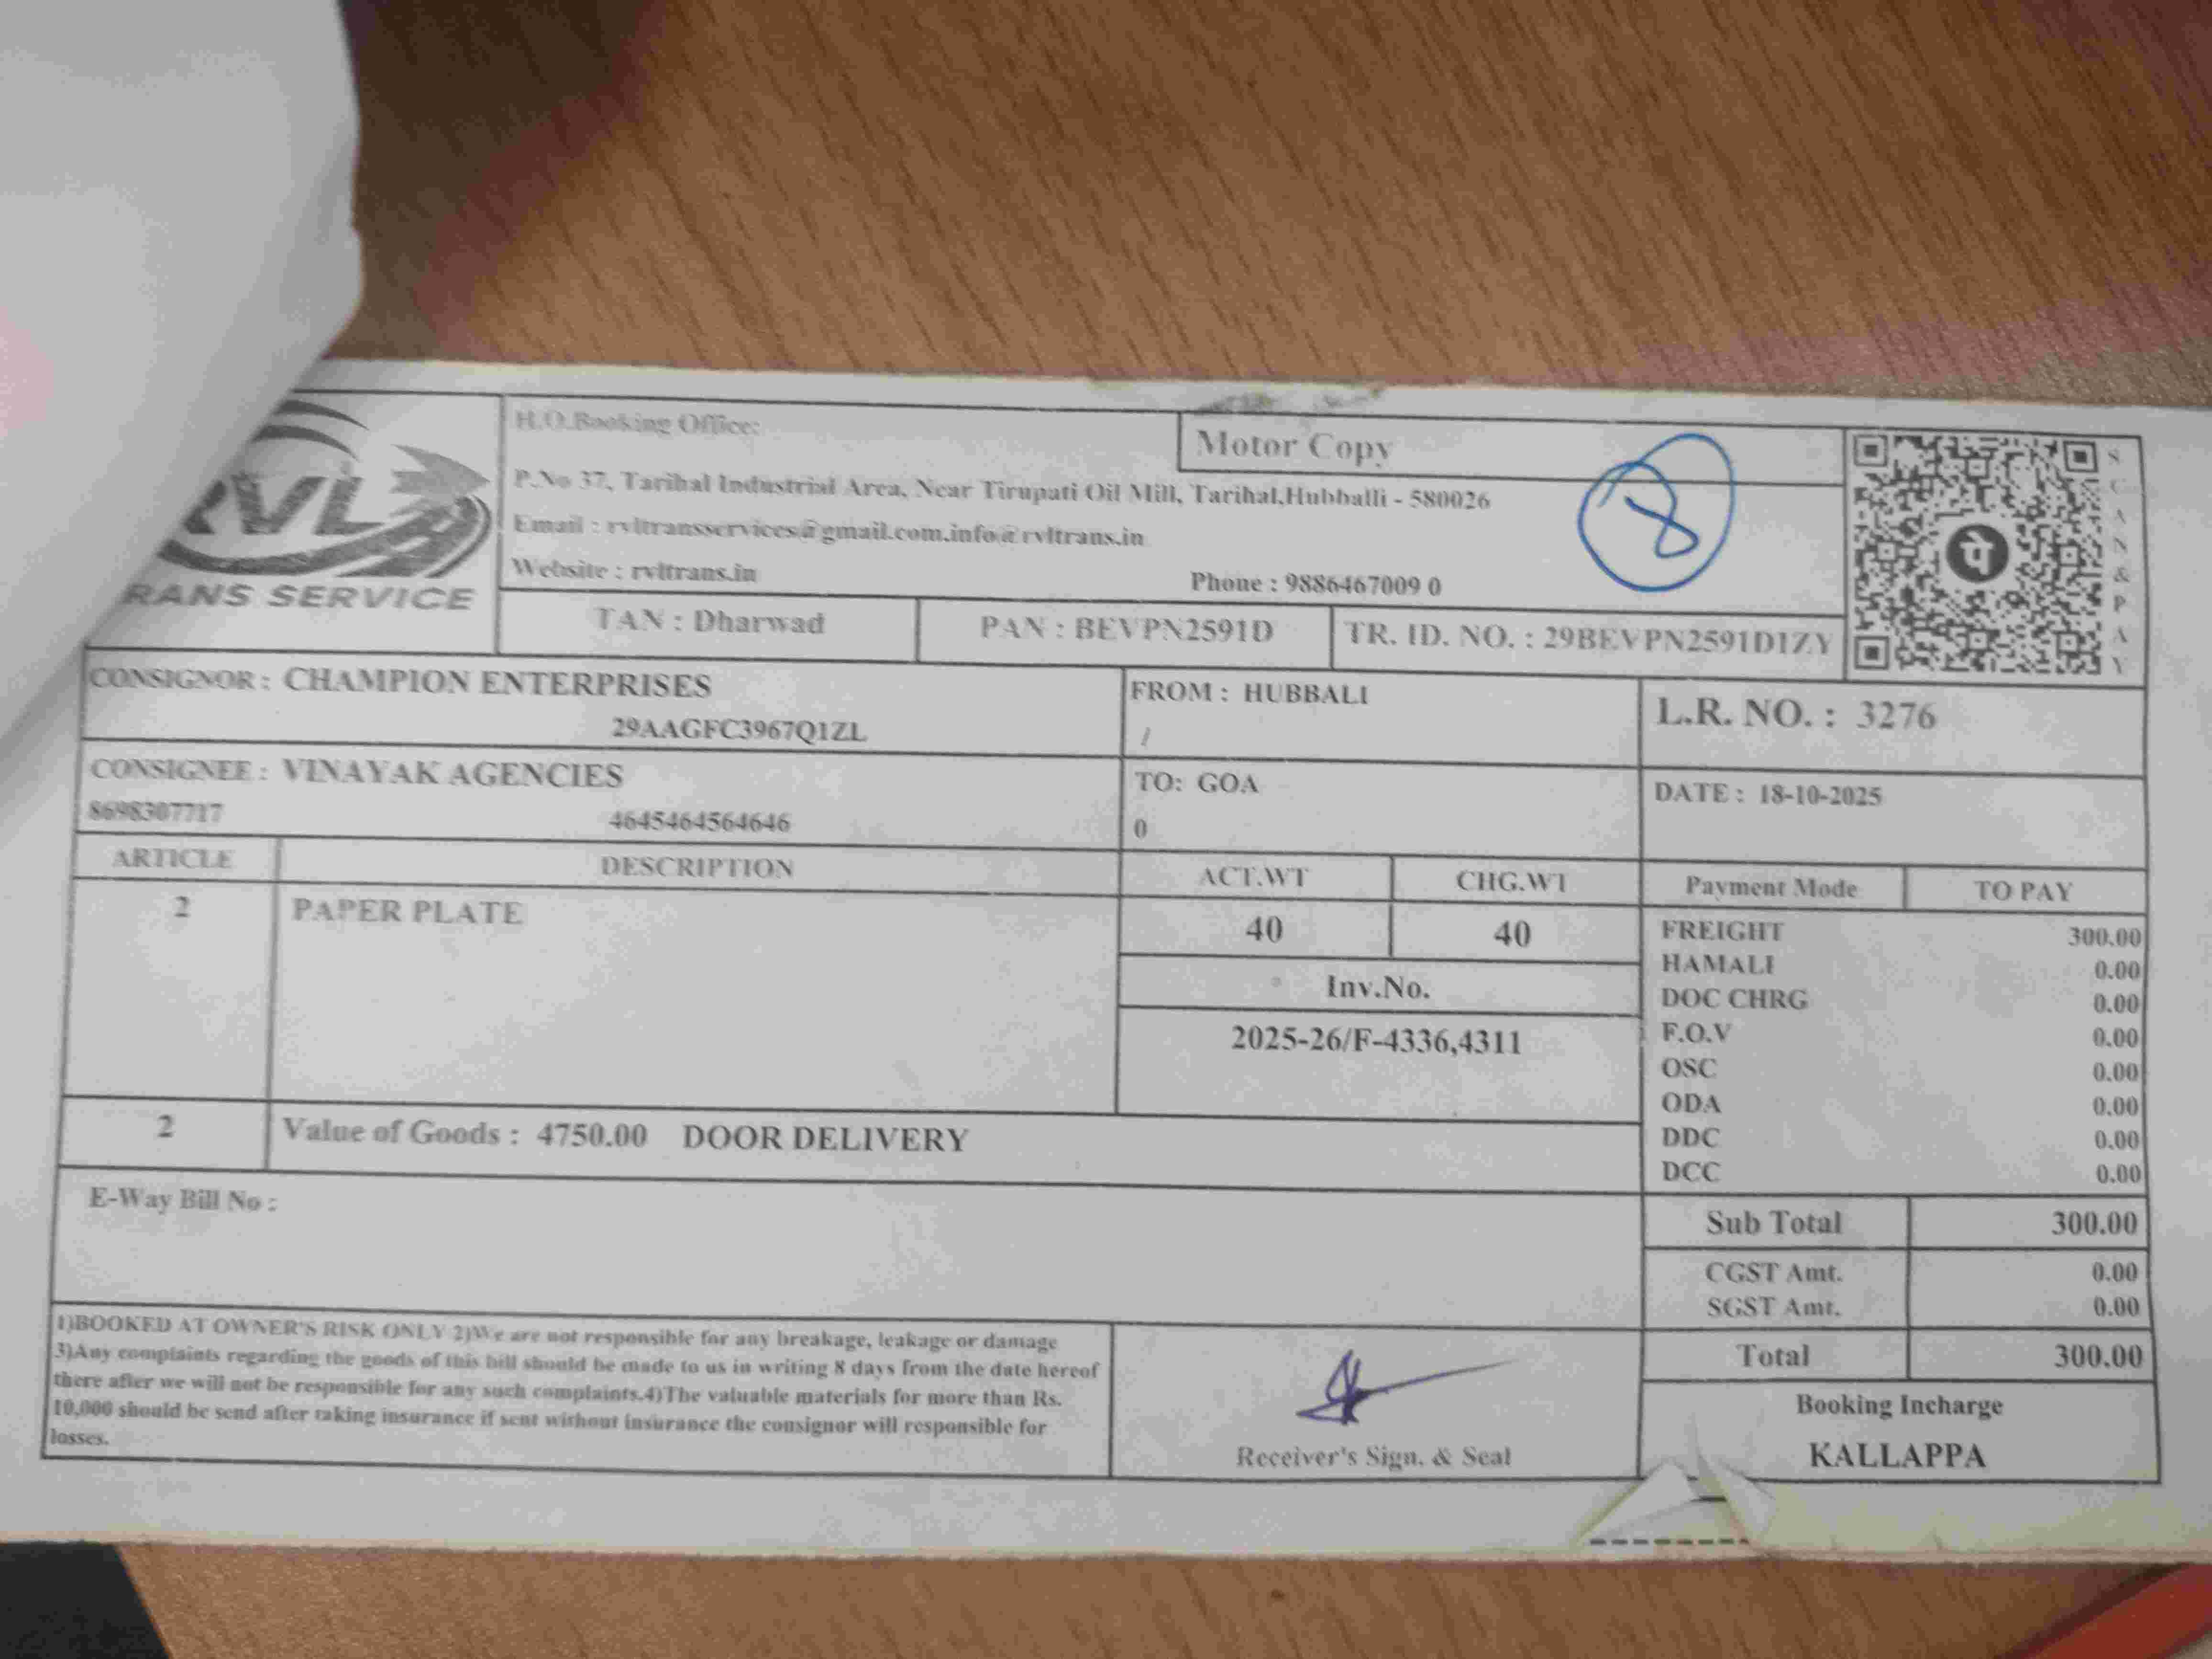 RVL
RANS SERVICE
H.O.Booking Office:
Motor Copy
8
P.No 37, Tarihal Industrial Area, Near Tirupati Oil Mill, Tarihal,Hubballi - 580026
Email : rvltransservices@gmail.com.info@rvltrans.in
Website : rvltrans.in Phone : 9886467009 0
SCAN&PAY
पे
TAN : Dharwad PAN : BEVPN2591D TR. ID. NO. : 29BEVPN2591D1ZY
CONSIGNOR : CHAMPION ENTERPRISES
29AAGFC3967Q1ZL
FROM : HUBBALI
/
L.R. NO. : 3276
CONSIGNEE : VINAYAK AGENCIES
8698307717 4645464564646
TO: GOA
0
DATE : 18-10-2025
ARTICLE DESCRIPTION ACT.WT CHG.WT Payment Mode TO PAY
2 PAPER PLATE 40 40
Inv.No.
2025-26/F-4336,4311
FREIGHT 300.00
HAMALI 0.00
DOC CHRG 0.00
F.O.V 0.00
OSC 0.00
ODA 0.00
DDC 0.00
DCC 0.00
2 Value of Goods : 4750.00 DOOR DELIVERY
E-Way Bill No :
Sub Total 300.00
CGST Amt. 0.00
SGST Amt. 0.00
Total 300.00
1)BOOKED AT OWNER'S RISK ONLY 2)We are not responsible for any breakage, leakage or damage
3)Any complaints regarding the goods of this bill should be made to us in writing 8 days from the date hereof
there after we will not be responsible for any such complaints.4)The valuable materials for more than Rs.
10,000 should be send after taking insurance if sent without insurance the consignor will responsible for
losses.
Receiver's Sign. & Seal
Booking Incharge
KALLAPPA